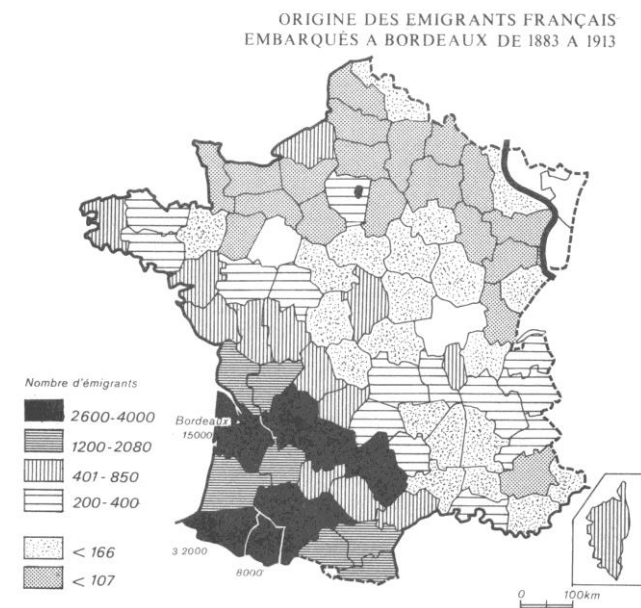 ORIGINE DES EMIGRANTS FRANÇAIS
EMBARQUÉS A BORDEAUX DE 1883 A 1913
Nombre d'émigrants
2600-4000
1200-2080
401-850
200-400
< 166
< 107
Bordeaux
15000
3 2000
8000
0 100km